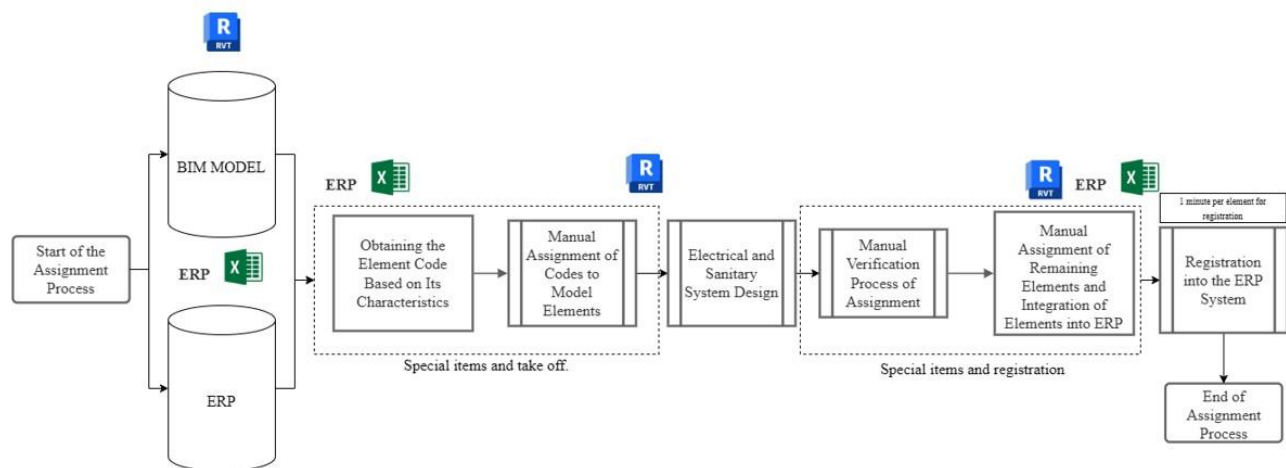 R
RVT
BIM MODEL
Start of the
Assignment
Process
ERP
X
ERP
ERP
X
Obtaining the
Element Code
Based on Its
Characteristics
R
RVT
Manual
Assignment of
Codes to
Model
Elements
Special items and take off.
Electrical and
Sanitary
System Design
Manual
Verification
Process of
Assignment
R
RVT
ERP
X
Manual
Assignment of
Remaining
Elements and
Integration of
Elements into ERP
Special items and registration
1 minute per element for
registration
Registration
into the ERP
System
End of
Assignment
Process